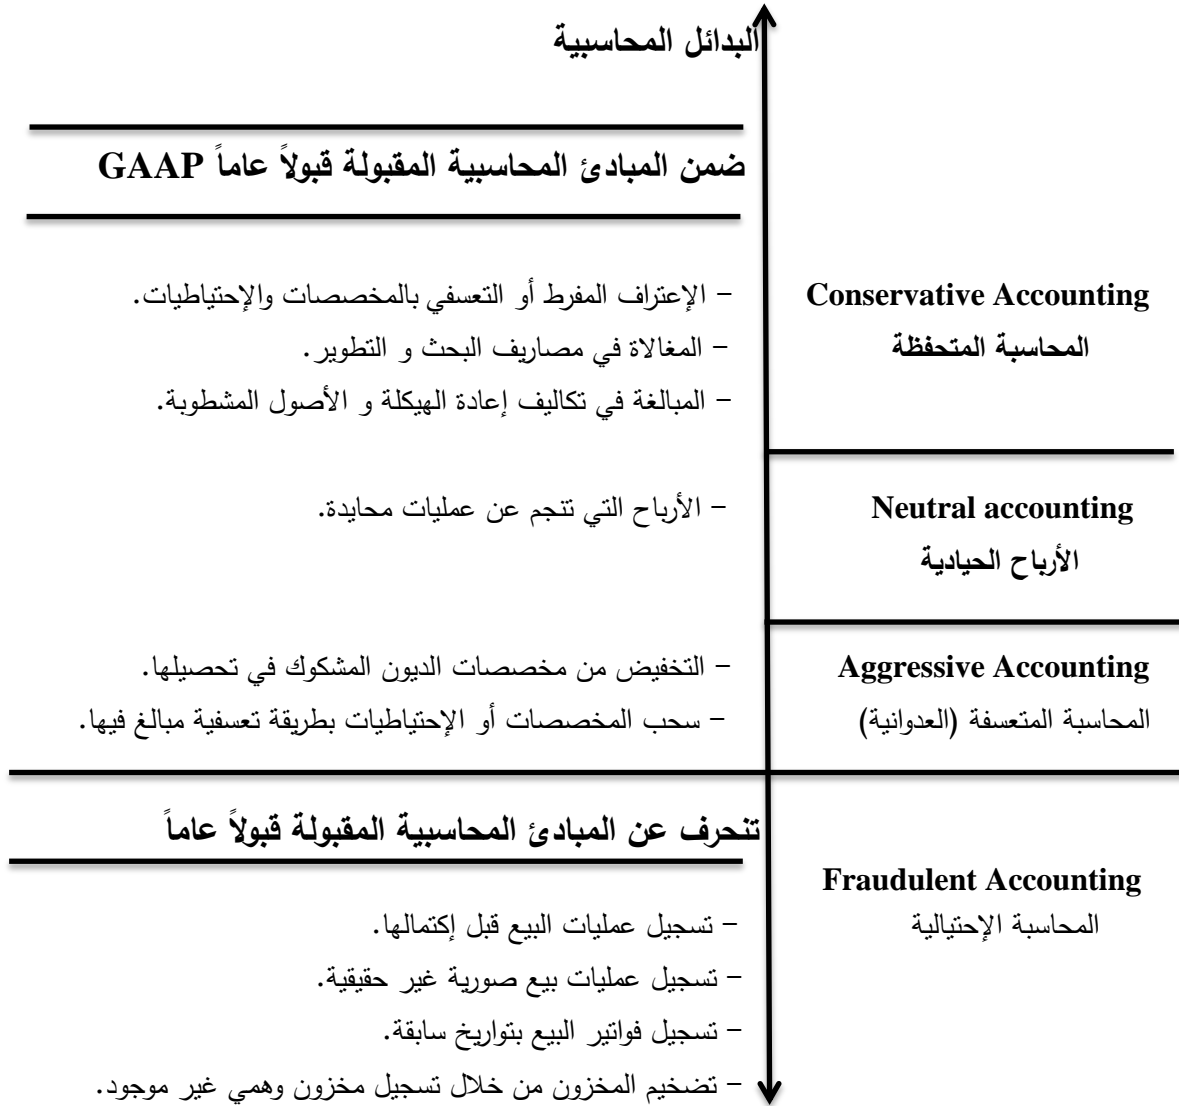 البدائل المحاسبية
ضمن المبادئ المحاسبية المقبولة قبولاً عاماً GAAP
Conservative Accounting
المحاسبة المتحفظة
- الإعتراف المفرط أو التعسفي بالمخصصات والإحتياطيات.
- المغالاة في مصاريف البحث و التطوير.
- المبالغة في تكاليف إعادة الهيكلة و الأصول المشطوبة.
Neutral accounting
الأرباح الحيادية
- الأرباح التي تنجم عن عمليات محايدة.
Aggressive Accounting
المحاسبة المتعسفة (العدوانية)
- التخفيض من مخصصات الديون المشكوك في تحصيلها.
- سحب المخصصات أو الإحتياطيات بطريقة تعسفية مبالغ فيها.
تنحرف عن المبادئ المحاسبية المقبولة قبولاً عاماً
Fraudulent Accounting
المحاسبة الإحتيالية
- تسجيل عمليات البيع قبل إكتمالها.
- تسجيل عمليات بيع صورية غير حقيقية.
- تسجيل فواتير البيع بتواريخ سابقة.
- تضخيم المخزون من خلال تسجيل مخزون وهمي غير موجود.